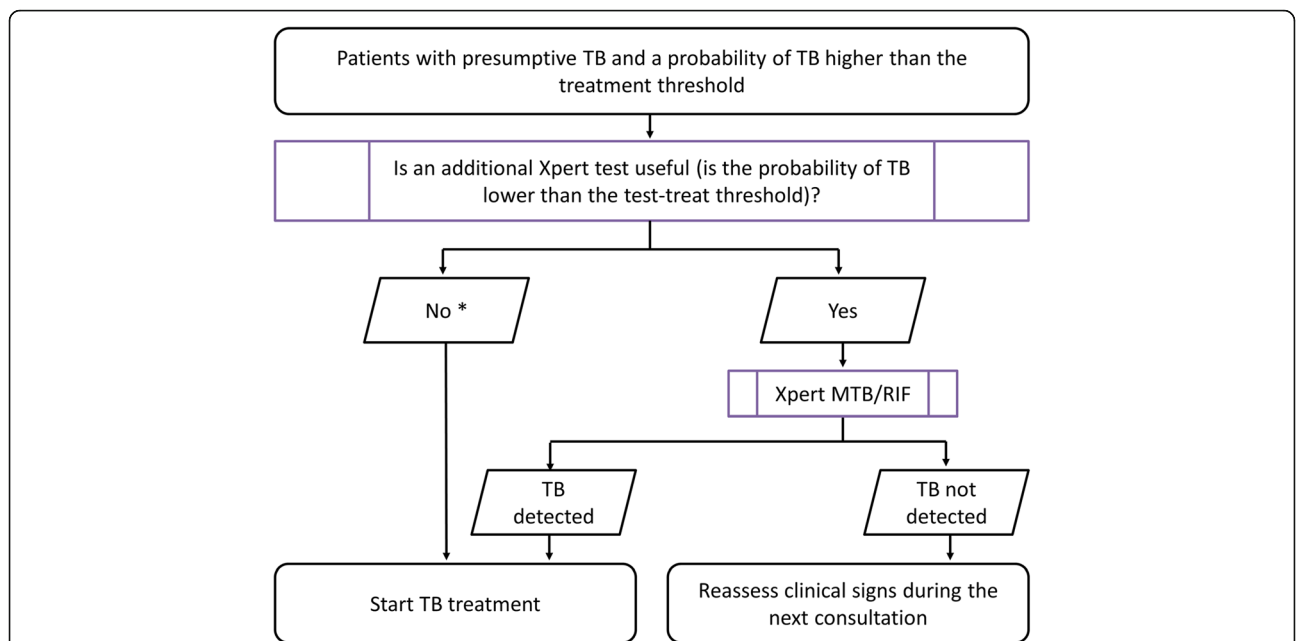 Patients with presumptive TB and a probability of TB higher than the
treatment threshold
Is an additional Xpert test useful (is the probability of TB
lower than the test-treat threshold)?
No *
Yes
Xpert MTB/RIF
TB
detected
TB not
detected
Start TB treatment
Reassess clinical signs during the
next consultation